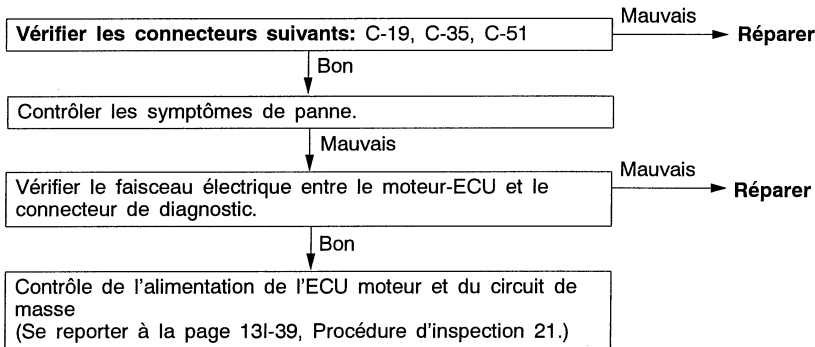 Mauvais
Vérifier les connecteurs suivants: C-19, C-35, C-51
Réparer
Bon
Contrôler les symptômes de panne.
Mauvais
Mauvais
Vérifier le faisceau électrique entre le moteur-ECU et le
connecteur de diagnostic.
Réparer
Bon
Contrôle de l'alimentation de l'ECU moteur et du circuit de
masse
(Se reporter à la page 13I-39, Procédure d'inspection 21.)